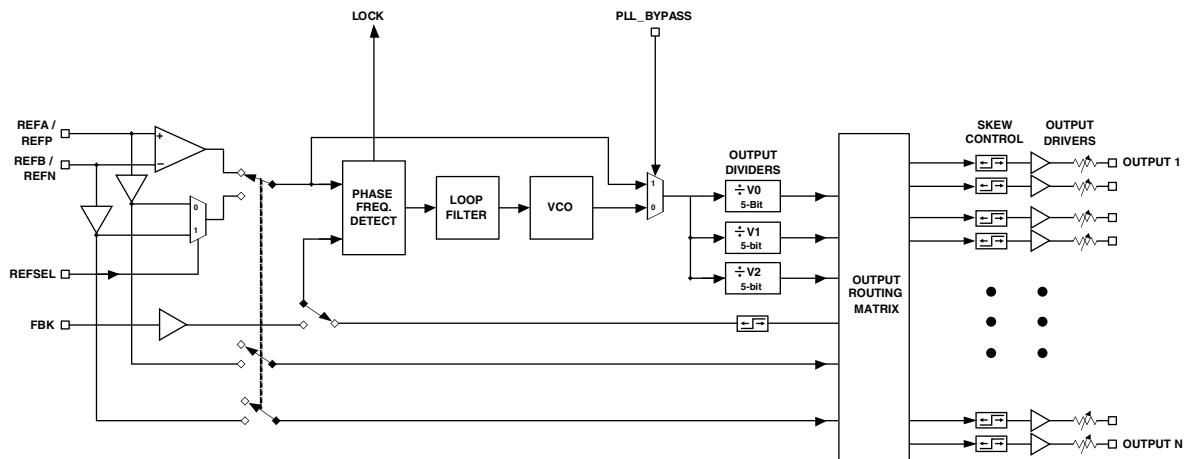 LOCK
PLL_BYPASS
REFA /
REFP
REFB /
REFN
+
−
0
1
REFSEL
FBK
PHASE
FREQ.
DETECT
LOOP
FILTER
VCO
1
0
OUTPUT
DIVIDERS
÷ V0
5-Bit
÷ V1
5-bit
÷ V2
5-bit
OUTPUT
ROUTING
MATRIX
SKEW
CONTROL
OUTPUT
DRIVERS
OUTPUT 1
OUTPUT N